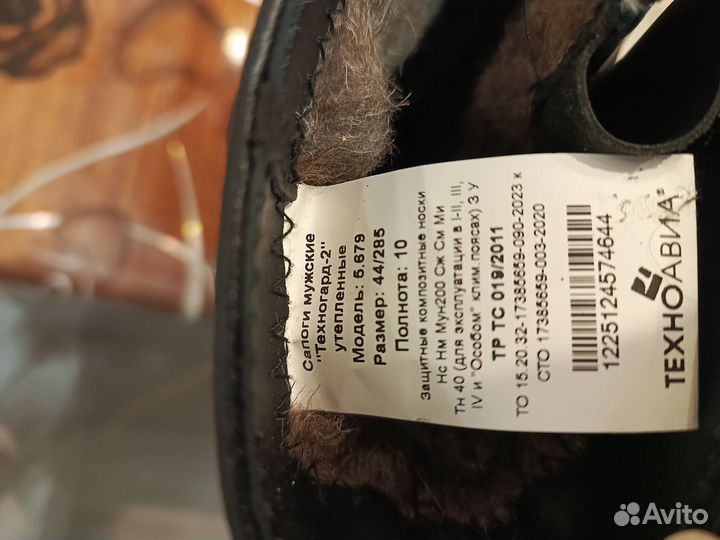 Сапоги мужские
"Техногард-2"
утепленные
Модель: 5.679
Размер: 44/285
Полнота: 10
Защитные композитные носки
Нс Нм Мун200 Сж См Ми
Тн 40 (для эксплуатации в I-II, III,
IV и "Особом" клим.поясах) З У
ТР ТС 019/2011
ТО 15.20.32-17385659-090-2023 к
СТО 17385659-003-2020
1225124574644
ТЕХНОАВИА®
Avito